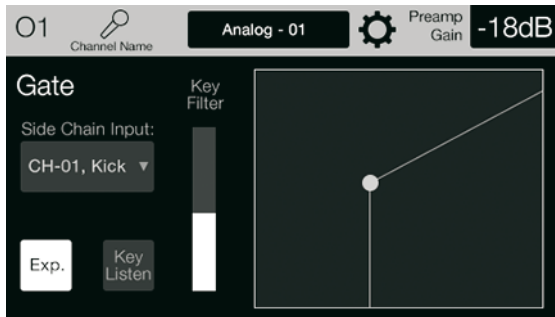 O1
Channel Name
Analog - 01
Preamp
Gain
-18dB
Gate
Key
Filter
Side Chain Input:
CH-01, Kick
Exp.
Key
Listen